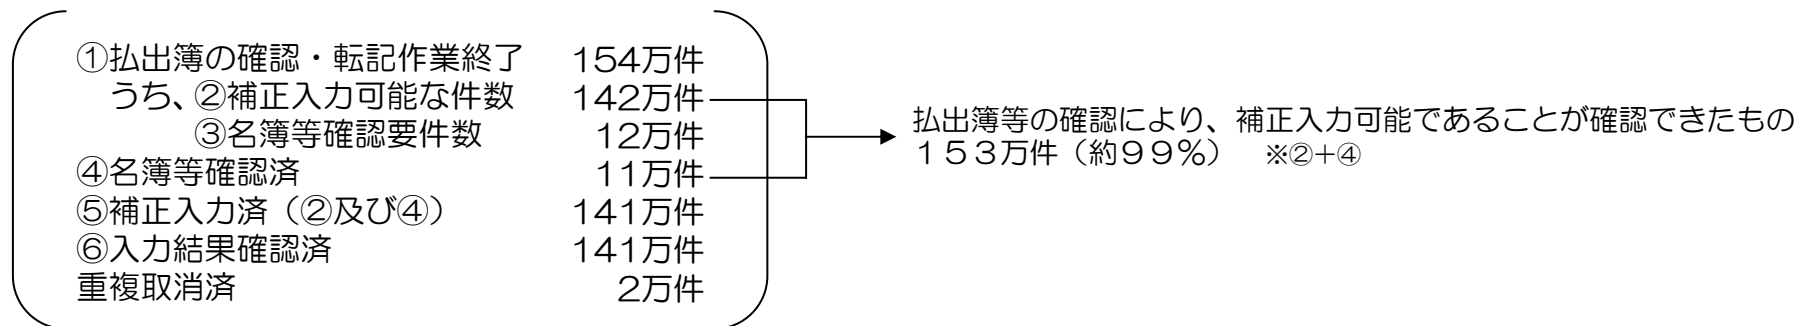 ①払出簿の確認・転記作業終了 154万件
うち、②補正入力可能な件数 142万件
③名簿等確認要件数 12万件
④名簿等確認済 11万件
⑤補正入力済（②及び④） 141万件
⑥入力結果確認済 141万件
重複取消済 2万件
払出簿等の確認により、補正入力可能であることが確認できたもの
１５３万件（約９９％） ※②＋④